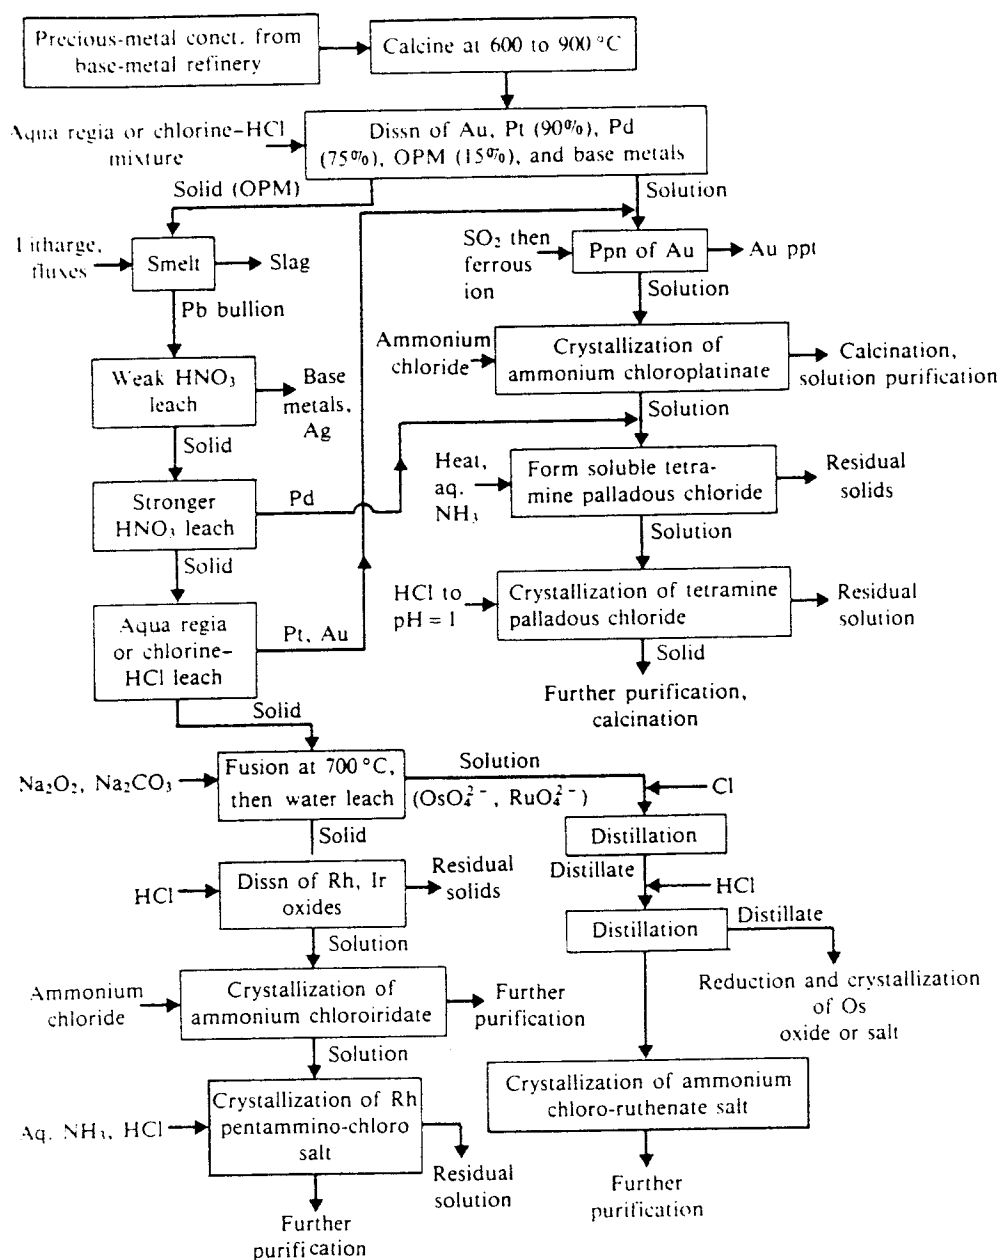 Precious-metal conct. from
base-metal refinery
Calcine at 600 to 900 °C
Aqua regia or chlorine–HCl
mixture
Dissn of Au, Pt (90%), Pd
(75%), OPM (15%), and base metals
Solid (OPM)
Solution
Litharge,
fluxes
Smelt
Slag
SO₂ then
ferrous
ion
Ppn of Au
Au ppt
Pb bullion
Solution
Ammonium
chloride
Crystallization of
ammonium chloroplatinate
Calcination,
solution purification
Weak HNO₃
leach
Base
metals,
Ag
Solution
Solid
Heat,
aq.
NH₃
Form soluble tetra-
mine palladous chloride
Residual
solids
Stronger
HNO₃ leach
Pd
Solution
Solid
HCl to
pH = 1
Crystallization of tetramine
palladous chloride
Residual
solution
Aqua regia
or chlorine–
HCl leach
Pt, Au
Solid
Further purification,
calcination
Solid
Na₂O₂, Na₂CO₃
Fusion at 700 °C,
then water leach
Solution
(OsO₄²⁻, RuO₄²⁻)
Cl
Distillation
Solid
Distillate
HCl
HCl
Dissn of Rh, Ir
oxides
Residual
solids
Distillation
Distillate
Solution
Reduction and crystallization
of Os
oxide or salt
Ammonium
chloride
Crystallization of
ammonium chloroiridate
Further
purification
Solution
Crystallization of ammonium
chloro-ruthenate salt
Aq. NH₃, HCl
Crystallization of Rh
pentammino-chloro
salt
Residual
solution
Further
purification
Further
purification